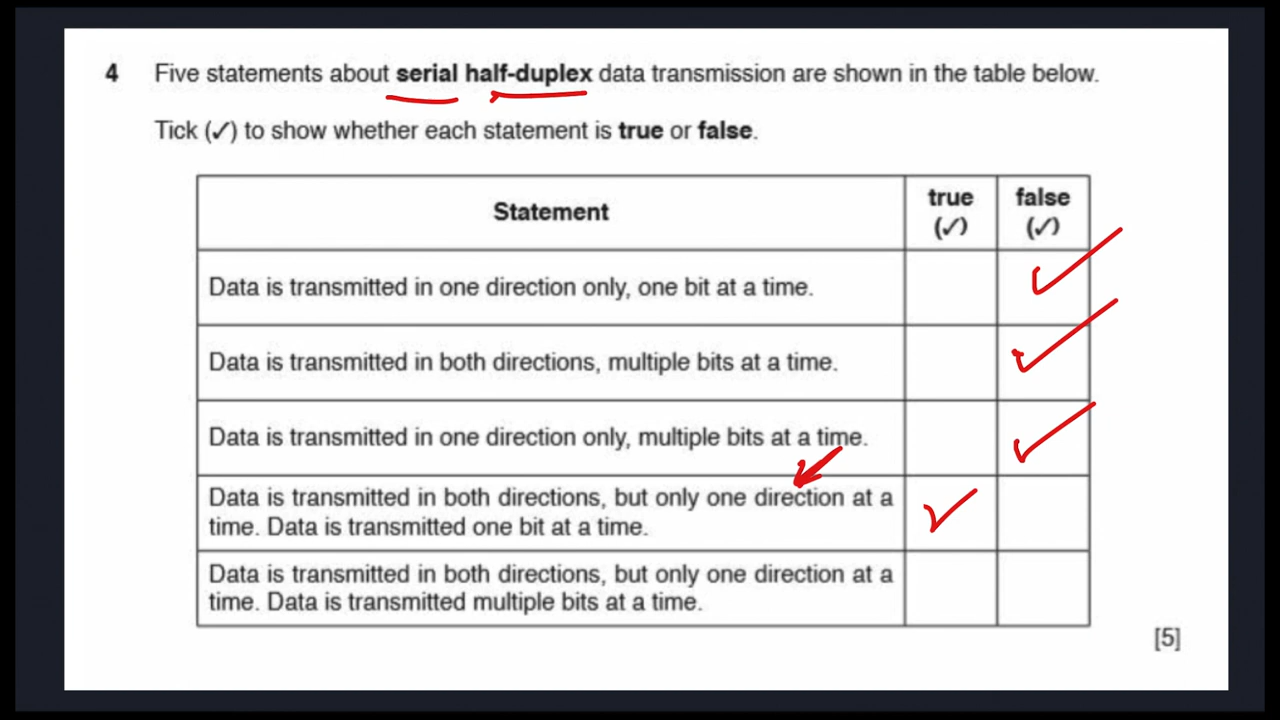 4 Five statements about serial half-duplex data transmission are shown in the table below.
Tick (✓) to show whether each statement is true or false.
Statement
true
(✓)
false
(✓)
Data is transmitted in one direction only, one bit at a time.
✓
Data is transmitted in both directions, multiple bits at a time.
✓
Data is transmitted in one direction only, multiple bits at a time.
✓
Data is transmitted in both directions, but only one direction at a
time. Data is transmitted one bit at a time.
✓
Data is transmitted in both directions, but only one direction at a
time. Data is transmitted multiple bits at a time.
[5]